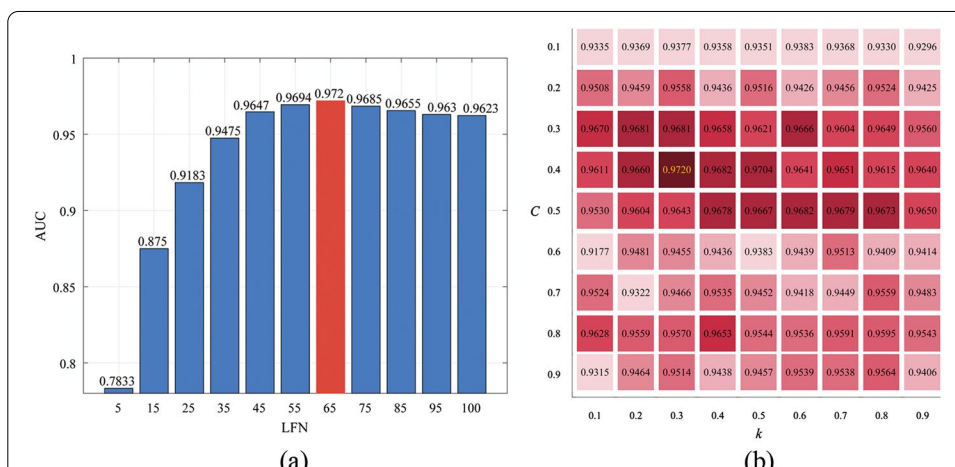 1
0.95
0.9
0.85
0.8
AUC
0.7833
0.875
0.9183
0.9475
0.9647
0.9694
0.972
0.9685
0.9655
0.963
0.9623
5 15 25 35 45 55 65 75 85 95 100
LFN
(a)
0.1 0.9335 0.9369 0.9377 0.9358 0.9351 0.9383 0.9368 0.9330 0.9296
0.2 0.9508 0.9459 0.9558 0.9436 0.9516 0.9426 0.9456 0.9524 0.9425
0.3 0.9670 0.9681 0.9681 0.9658 0.9621 0.9666 0.9604 0.9649 0.9560
0.4 0.9611 0.9660 0.9720 0.9682 0.9704 0.9641 0.9651 0.9615 0.9640
C 0.5 0.9530 0.9604 0.9643 0.9678 0.9667 0.9682 0.9679 0.9673 0.9650
0.6 0.9177 0.9481 0.9455 0.9436 0.9383 0.9439 0.9513 0.9409 0.9414
0.7 0.9524 0.9322 0.9466 0.9535 0.9452 0.9418 0.9449 0.9559 0.9483
0.8 0.9628 0.9559 0.9570 0.9653 0.9544 0.9536 0.9591 0.9595 0.9543
0.9 0.9315 0.9464 0.9514 0.9438 0.9457 0.9539 0.9538 0.9564 0.9406
0.1 0.2 0.3 0.4 0.5 0.6 0.7 0.8 0.9
k
(b)